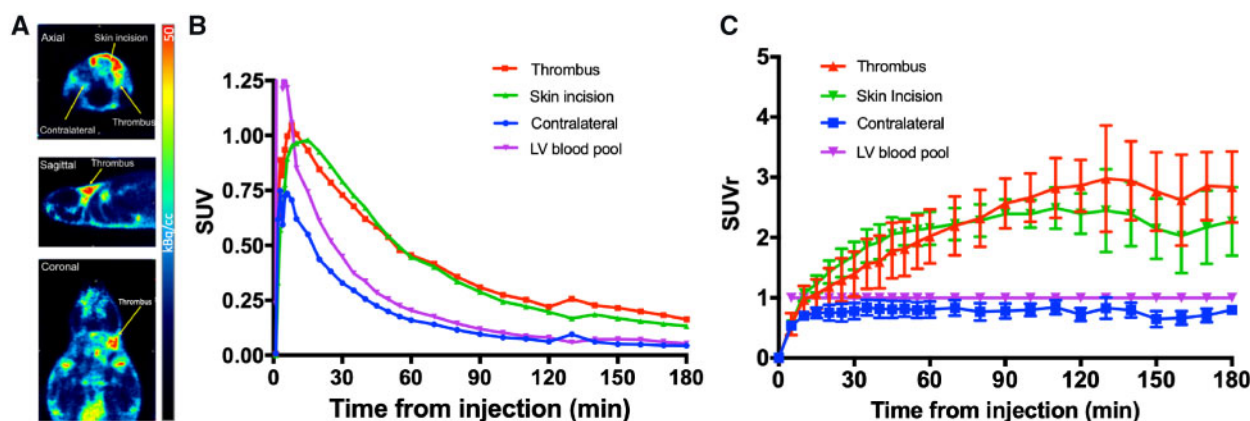 A
Axial
Skin incision
Contralateral
Thrombus
Sagittal
Thrombus
Coronal
Thrombus
50
kBq/cc
B
1.25
1.00
0.75
0.50
0.25
0.00
SUV
0 30 60 90 120 150 180
Time from injection (min)
Thrombus
Skin incision
Contralateral
LV blood pool
C
5
4
3
2
1
0
SUVr
0 30 60 90 120 150 180
Time from injection (min)
Thrombus
Skin Incision
Contralateral
LV blood pool